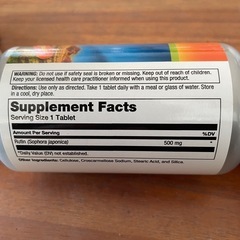 WARNING: Do not use if safety seal is broken or missing. Keep out of reach of children.
Keep your licensed health care practitioner informed when using this product.
Directions: Use only as directed. Take 1 tablet daily with a meal or glass of water. Store
in a cool, dry place.
Supplement Facts
Serving Size 1 Tablet
Amount Per Serving %DV
Rutin (Sophora japonica) 500 mg *
*Daily Value (DV) not established.
Other Ingredients: Cellulose, Croscarmellose Sodium, Stearic Acid, and Silica.